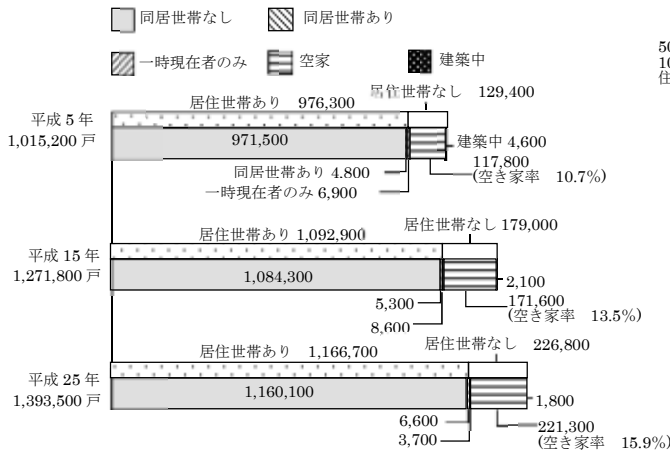 同居世帯なし 同居世帯あり
一時現在者のみ 空家 建築中
50
10
住
居住世帯あり 976,300 居住世帯なし 129,400
平成 5 年
1,015,200 戸
971,500
建築中 4,600
同居世帯あり 4.800
117,800
(空き家率 10.7%)
一時現在者のみ 6,900
居住世帯あり 1,092,900
居住世帯なし 179,000
平成 15 年
1,271,800 戸
1,084,300
2,100
5,300
171,600
8,600
(空き家率 13.5%)
居住世帯あり 1,166,700
居住世帯なし 226,800
平成 25 年
1,393,500 戸
1,160,100
1,800
6,600
221,300
3,700
(空き家率 15.9%)